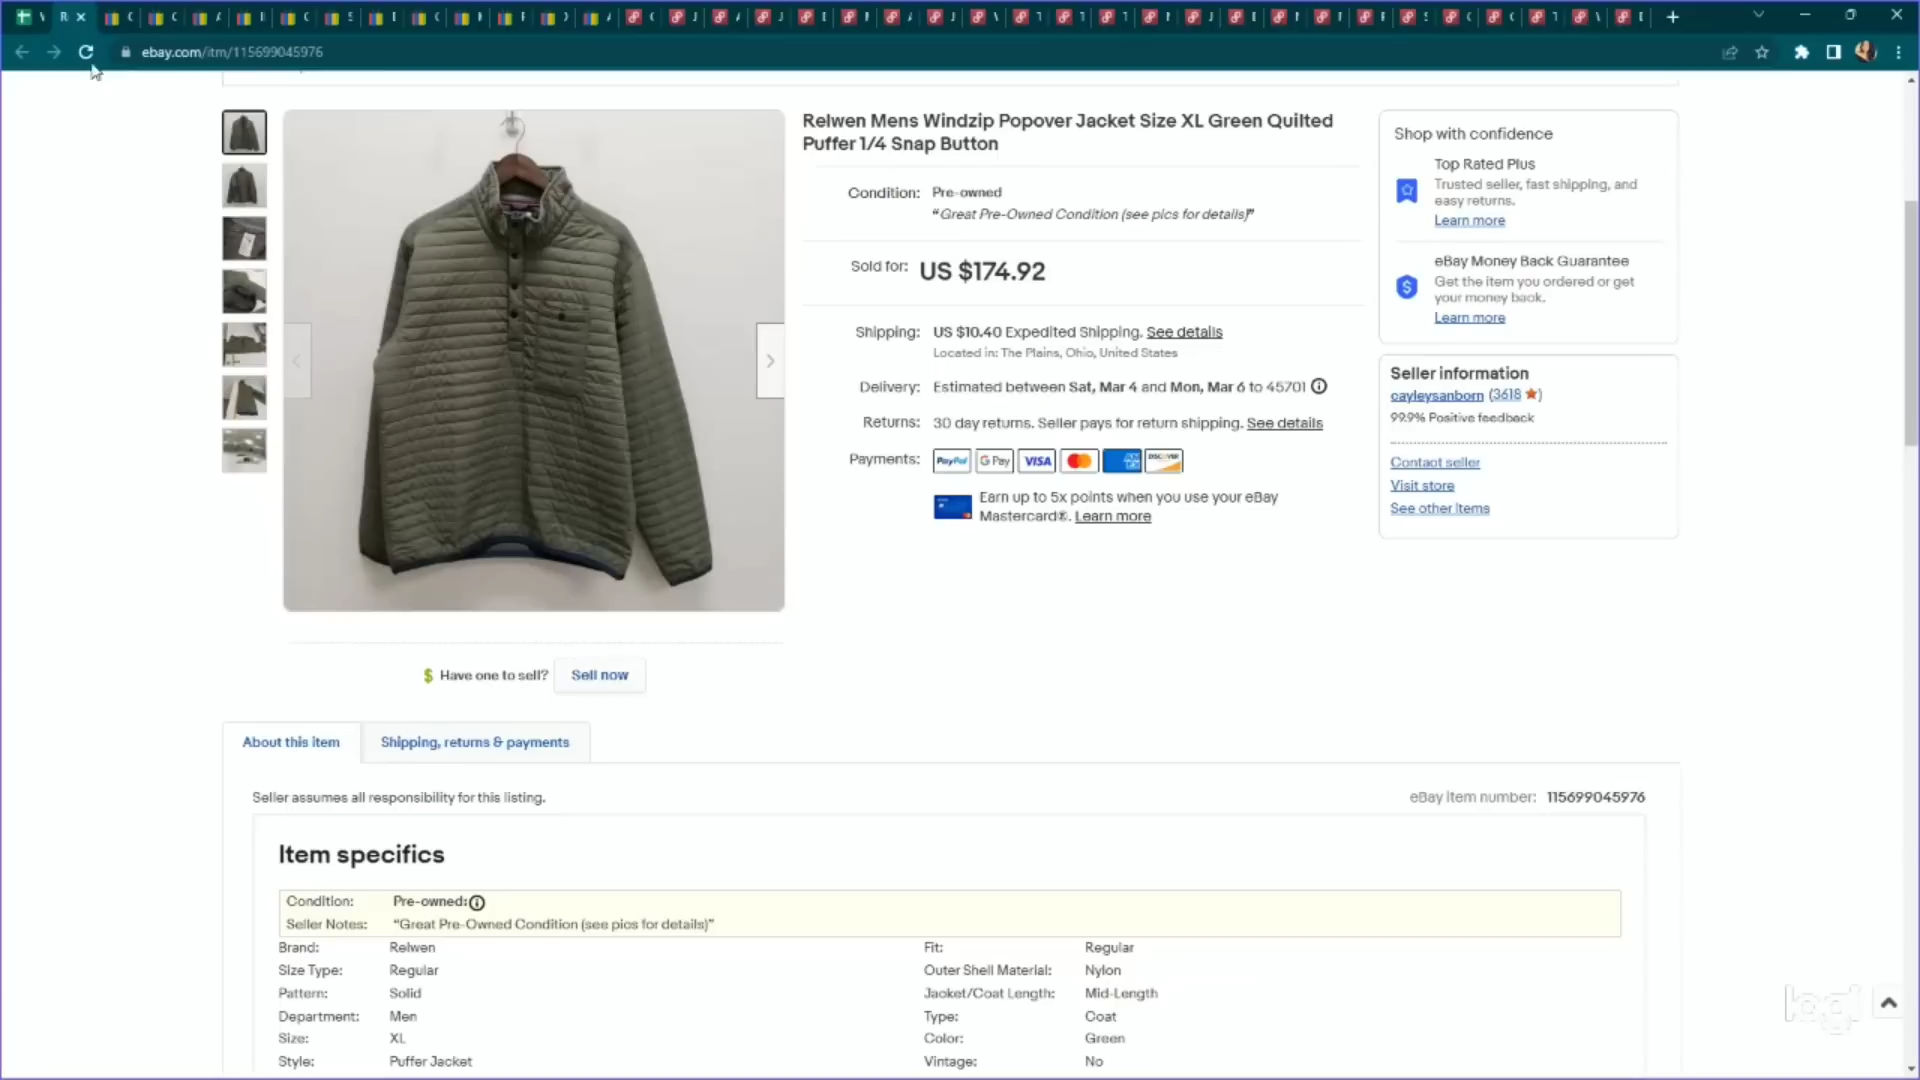 ebay.com/itm/115699045976
Relwen Mens Windzip Popover Jacket Size XL Green Quilted
Puffer 1/4 Snap Button
Condition: Pre-owned
"Great Pre-Owned Condition (see pics for details)"
Sold for: US $174.92
Shipping: US $10.40 Expedited Shipping. See details
Located in: The Plains, Ohio, United States
Delivery: Estimated between Sat, Mar 4 and Mon, Mar 6 to 45701
Returns: 30 day returns. Seller pays for return shipping. See details
Payments: PayPal G Pay VISA DISCOVER
Earn up to 5x points when you use your eBay
Mastercard®. Learn more
Shop with confidence
Top Rated Plus
Trusted seller, fast shipping, and
easy returns.
Learn more
eBay Money Back Guarantee
Get the item you ordered or get
your money back.
Learn more
Seller information
cayleysanborn (3618)
99.9% Positive feedback
Contact seller
Visit store
See other items
$ Have one to sell? Sell now
About this item
Shipping, returns & payments
Seller assumes all responsibility for this listing.
eBay item number: 115699045976
Item specifics
Condition: Pre-owned:
Seller Notes: "Great Pre-Owned Condition (see pics for details)"
Brand: Relwen
Fit: Regular
Size Type: Regular
Outer Shell Material: Nylon
Pattern: Solid
Jacket/Coat Length: Mid-Length
Department: Men
Type: Coat
Size: XL
Color: Green
Style: Puffer Jacket
Vintage: No
logi